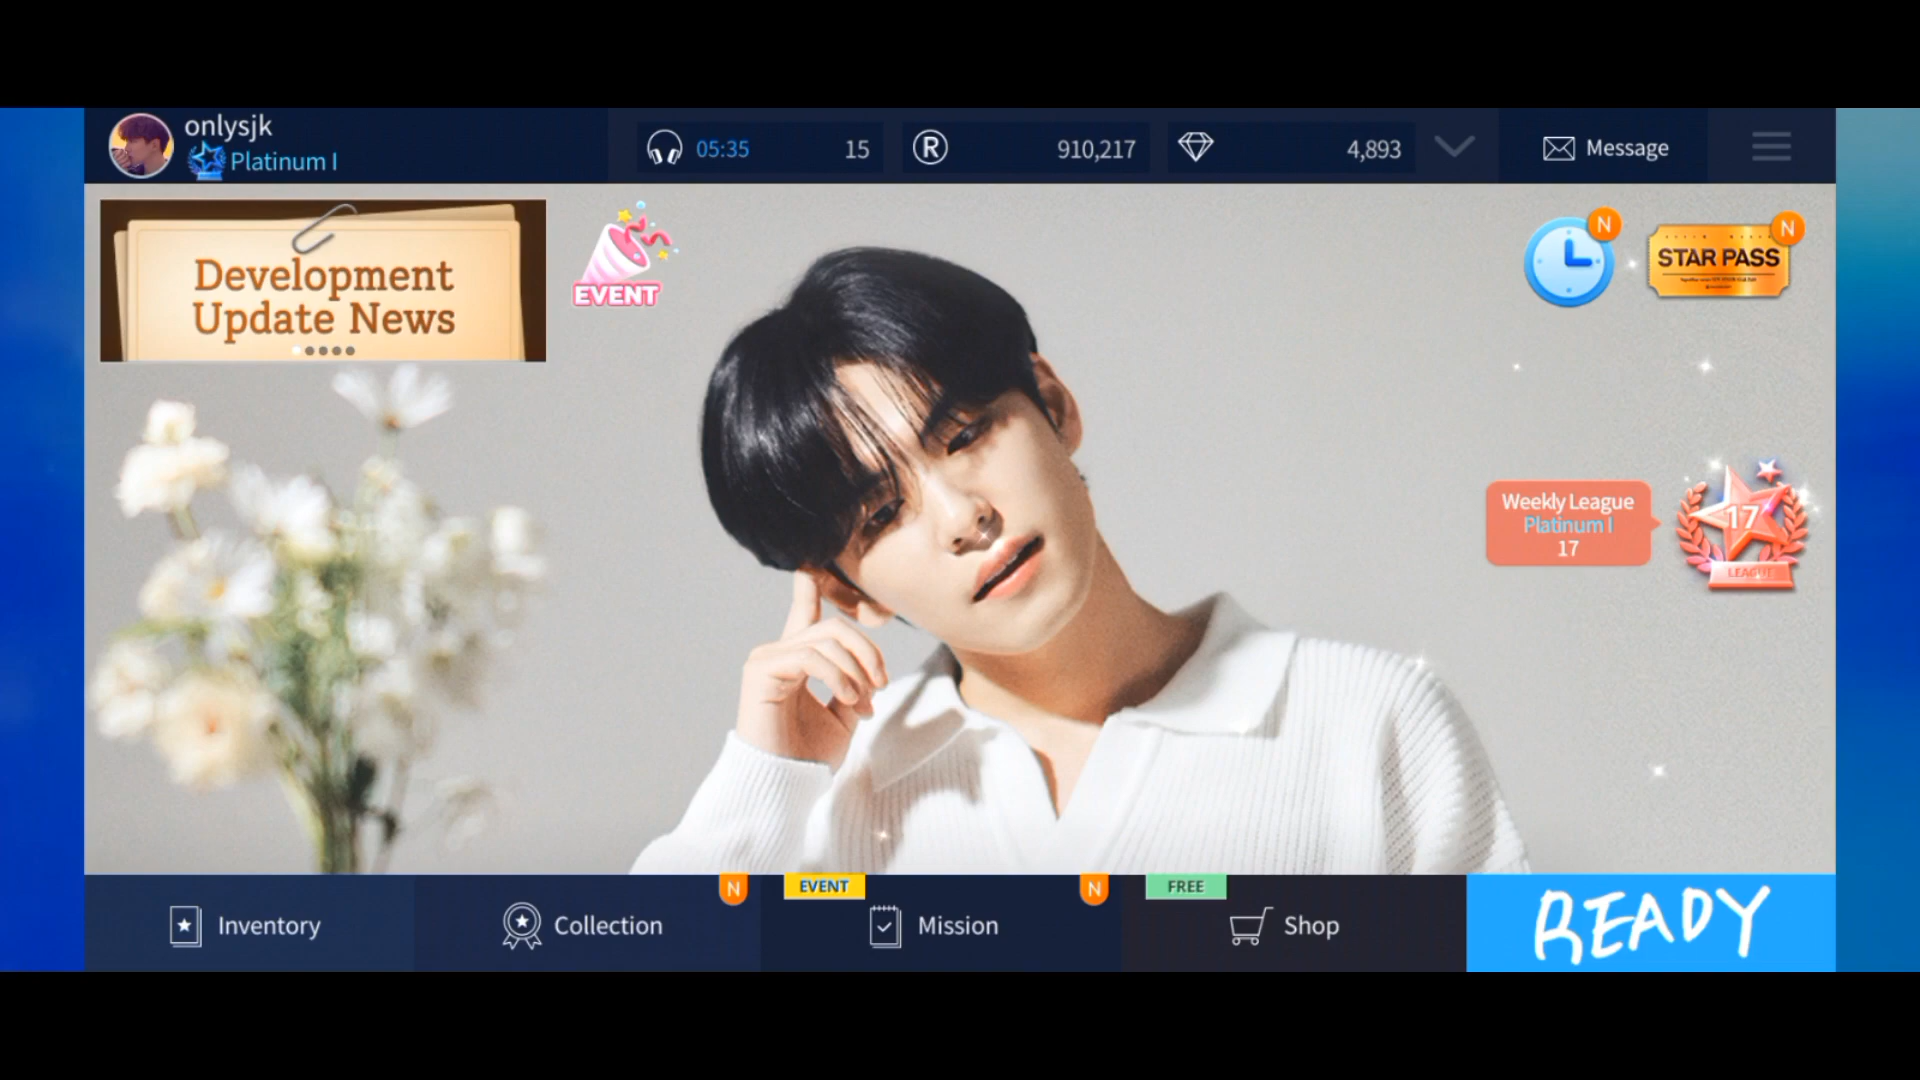 onlysjk
Platinum I
05:35
15
R
910,217
4,893
Message
Development
Update News
EVENT
N
N
STAR PASS
Weekly League
Platinum I
17
17
LEAGUE
N
EVENT
N
FREE
Inventory
Collection
Mission
Shop
READY